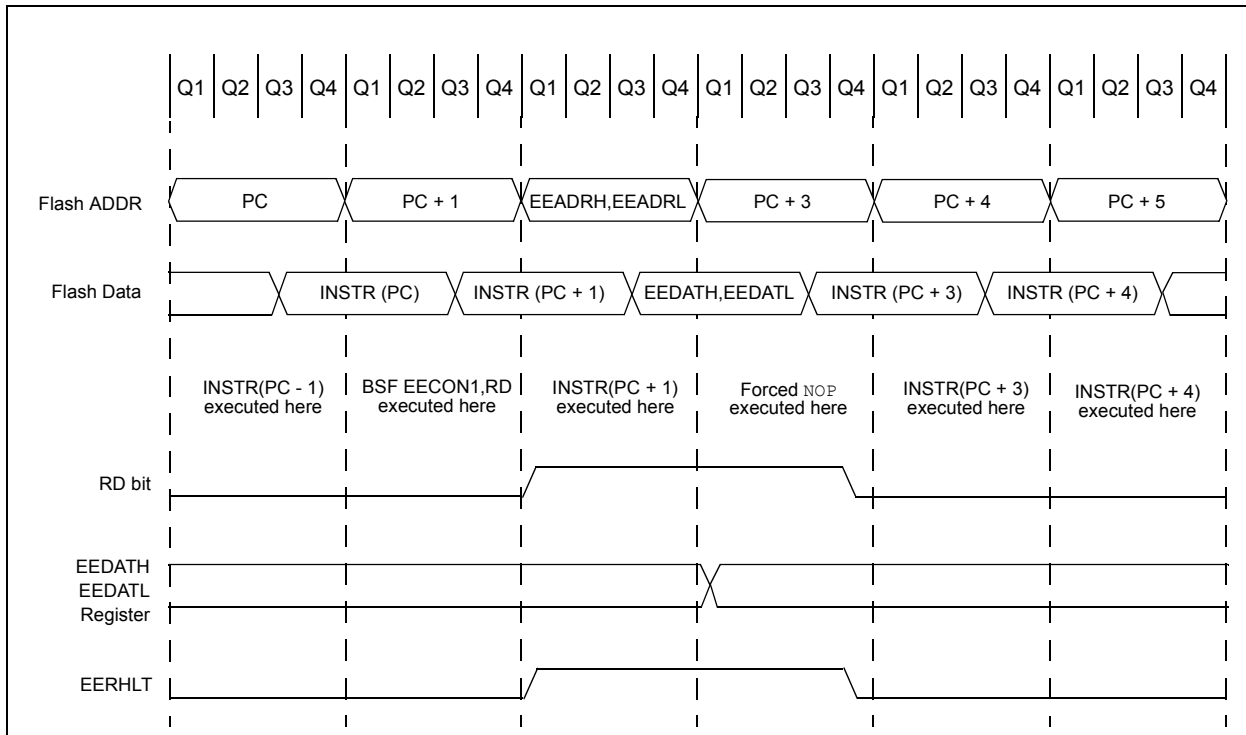 Q1 Q2 Q3 Q4 Q1 Q2 Q3 Q4 Q1 Q2 Q3 Q4 Q1 Q2 Q3 Q4 Q1 Q2 Q3 Q4 Q1 Q2 Q3 Q4
Flash ADDR PC PC + 1 EEADRH,EEADRL PC + 3 PC + 4 PC + 5
Flash Data INSTR (PC) INSTR (PC + 1) EEDATH,EEDATL INSTR (PC + 3) INSTR (PC + 4)
INSTR(PC - 1) BSF EECON1,RD INSTR(PC + 1) Forced NOP INSTR(PC + 3) INSTR(PC + 4)
executed here executed here executed here executed here executed here executed here
RD bit
EEDATH
EEDATL
Register
EERHLT